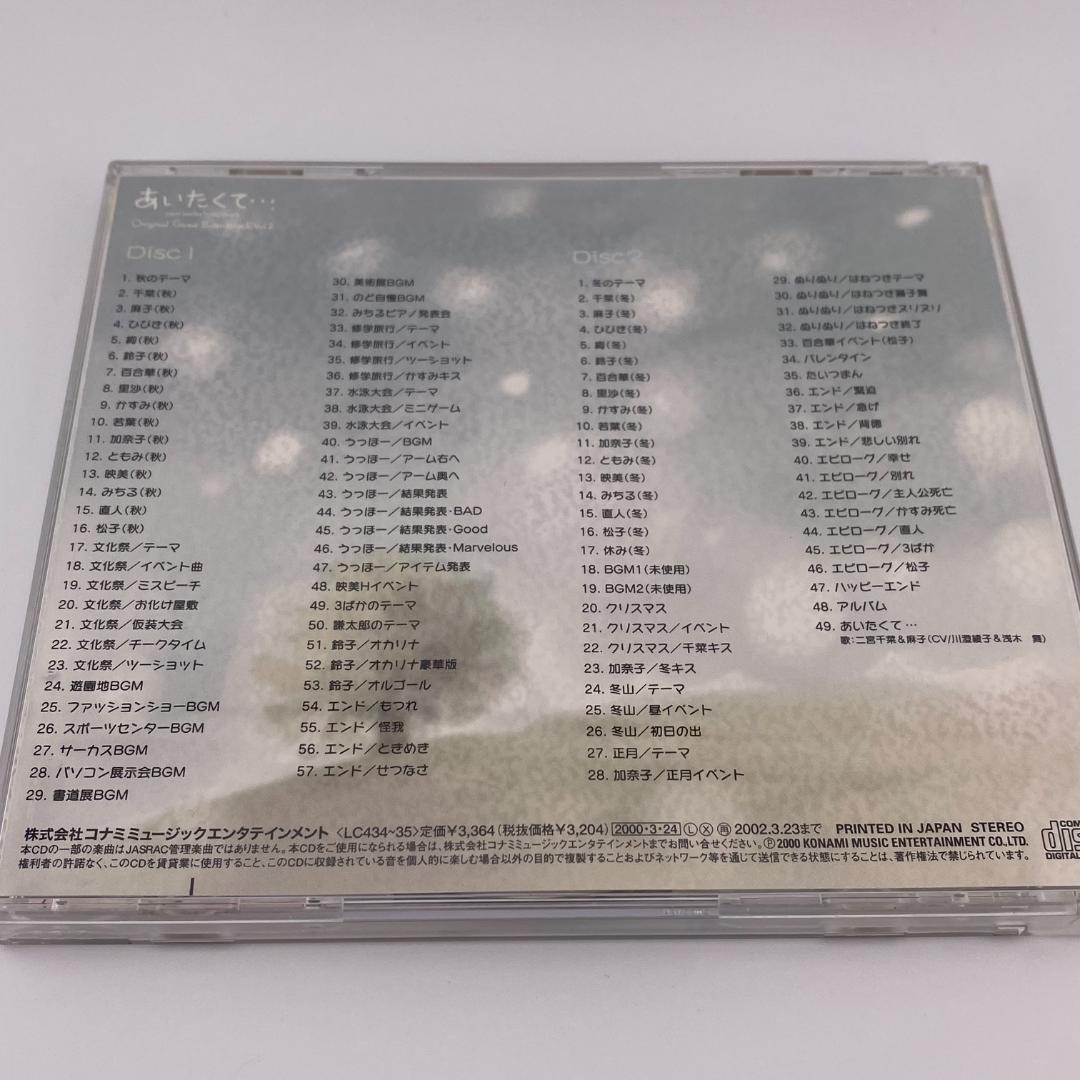 あいたくて…
Original Game Soundtrack Vol.2
Disc 1
1. 秋のテーマ
2. 千葉(秋)
3. 麻子(秋)
4. ひびき(秋)
5. 絢(秋)
6. 鈴子(秋)
7. 百合華(秋)
8. 里沙(秋)
9. かすみ(秋)
10. 若葉(秋)
11. 加奈子(秋)
12. ともみ(秋)
13. 映美(秋)
14. みちる(秋)
15. 直人(秋)
16. 松子(秋)
17. 文化祭/テーマ
18. 文化祭/イベント曲
19. 文化祭/ミスピーチ
20. 文化祭/お化け屋敷
21. 文化祭/仮装大会
22. 文化祭/チークタイム
23. 文化祭/ツーショット
24. 遊園地BGM
25. ファッションショーBGM
26. スポーツセンターBGM
27. サーカスBGM
28. パソコン展示会BGM
29. 書道展BGM
30. 美術展BGM
31. のど自慢BGM
32. みちるピア/発表会
33. 修学旅行/テーマ
34. 修学旅行/イベント
35. 修学旅行/ツーショット
36. 修学旅行/かすみキス
37. 水泳大会/テーマ
38. 水泳大会/ミニゲーム
39. 水泳大会/イベント
40. うっほー/BGM
41. うっほー/アーム右へ
42. うっほー/アーム奥へ
43. うっほー/結果発表
44. うっほー/結果発表・BAD
45. うっほー/結果発表・Good
46. うっほー/結果発表・Marvelous
47. うっほー/アイテム発表
48. 映美Hイベント
49. 3ばかのテーマ
50. 謙太郎のテーマ
51. 鈴子/オカリナ
52. 鈴子/オカリナ豪華版
53. 鈴子/オルゴール
54. エンド/もつれ
55. エンド/怪我
56. エンド/ときめき
57. エンド/せつなさ
Disc 2
1. 冬のテーマ
2. 千葉(冬)
3. 麻子(冬)
4. ひびき(冬)
5. 絢(冬)
6. 鈴子(冬)
7. 百合華(冬)
8. 里沙(冬)
9. かすみ(冬)
10. 若葉(冬)
11. 加奈子(冬)
12. ともみ(冬)
13. 映美(冬)
14. みちる(冬)
15. 直人(冬)
16. 松子(冬)
17. 休み(冬)
18. BGM1(未使用)
19. BGM2(未使用)
20. クリスマス
21. クリスマス/イベント
22. クリスマス/千葉キス
23. 加奈子/冬キス
24. 冬山/テーマ
25. 冬山/昼イベント
26. 冬山/初日の出
27. 正月/テーマ
28. 加奈子/正月イベント
29. ぬりぬり/はねつきテーマ
30. ぬりぬり/はねつき獅子舞
31. ぬりぬり/はねつきヌリヌリ
32. ぬりぬり/はねつき終了
33. 百合華イベント(松子)
34. バレンタイン
35. たいつまん
36. エンド/緊迫
37. エンド/急げ
38. エンド/背徳
39. エンド/悲しい別れ
40. エピローグ/幸せ
41. エピローグ/別れ
42. エピローグ/主人公死亡
43. エピローグ/かすみ死亡
44. エピローグ/直人
45. エピローグ/3ばか
46. エピローグ/松子
47. ハッピーエンド
48. アルバム
49. あいたくて…
歌:二宮千葉&麻子(CV/川澄綾子&浅木 舞)
株式会社コナミミュージックエンタテインメント 〈LC434~35〉定価¥3,364(税抜価格¥3,204) 2000・3・24 Ⓛ Ⓧ ㊞ 2002.3.23まで PRINTED IN JAPAN STEREO
本CDの一部の楽曲はJASRAC管理楽曲ではありません。本CDをご使用になられる場合は、株式会社コナミミュージックエンタテインメントまでお問い合せください。Ⓟ 2000 KONAMI MUSIC ENTERTAINMENT CO.,LTD.
権利者の許諾なく、このCDを賃貸業に使用すること、このCDに収録されている音を個人的に楽しむ場合以外の目的で複製することおよびネットワーク等を通じて送信できる状態にすることは、著作権法で禁じられています。